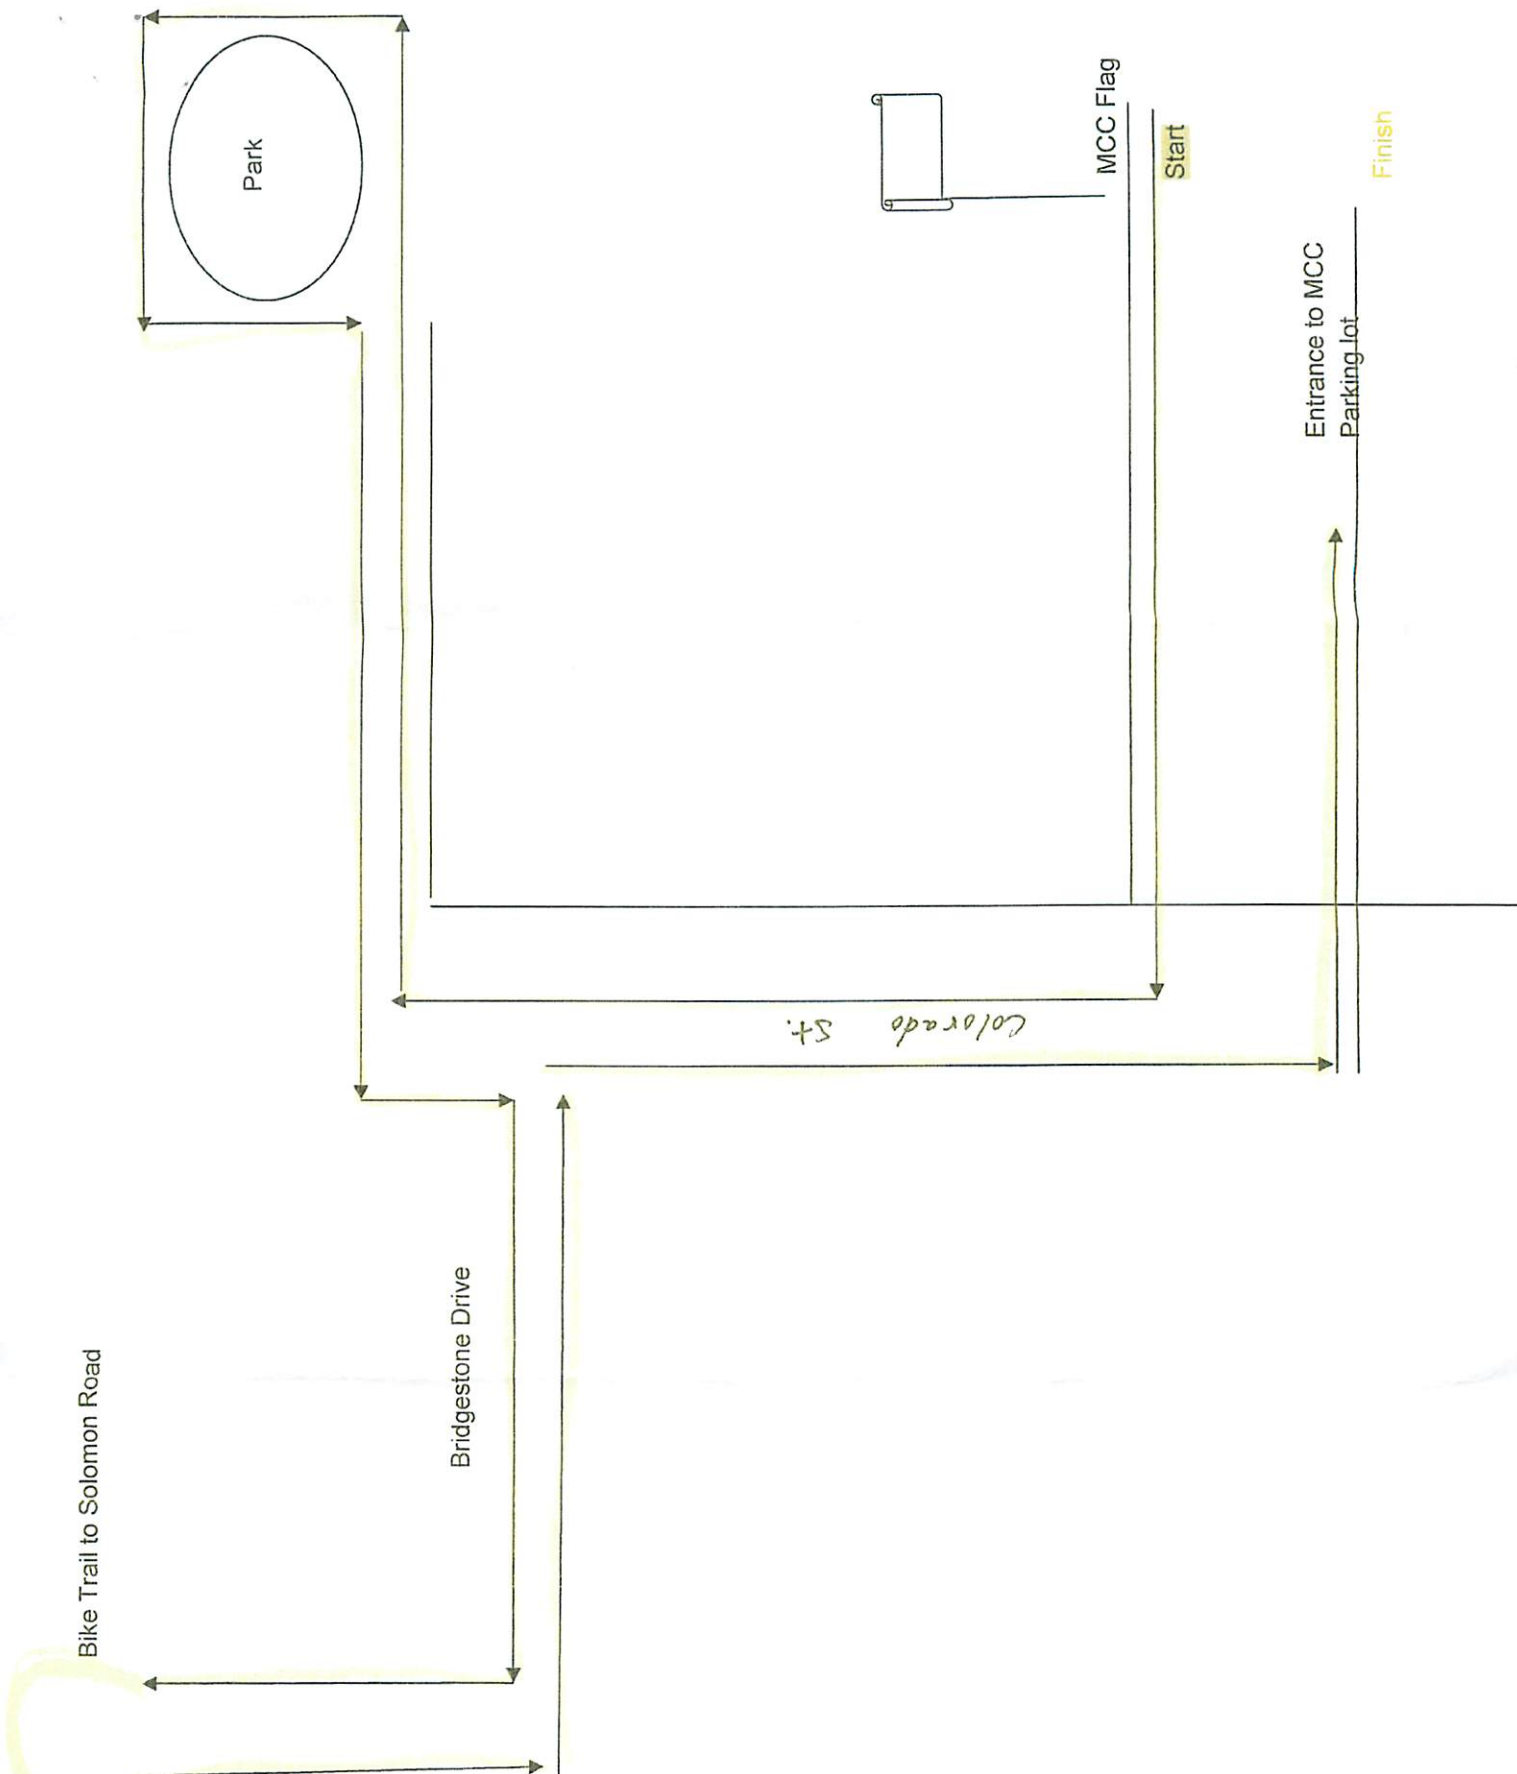 Bike Trail to Solomon Road
Park
Bridgestone Drive
Colorado St.
MCC Flag
Start
Entrance to MCC
Parking lot
Finish